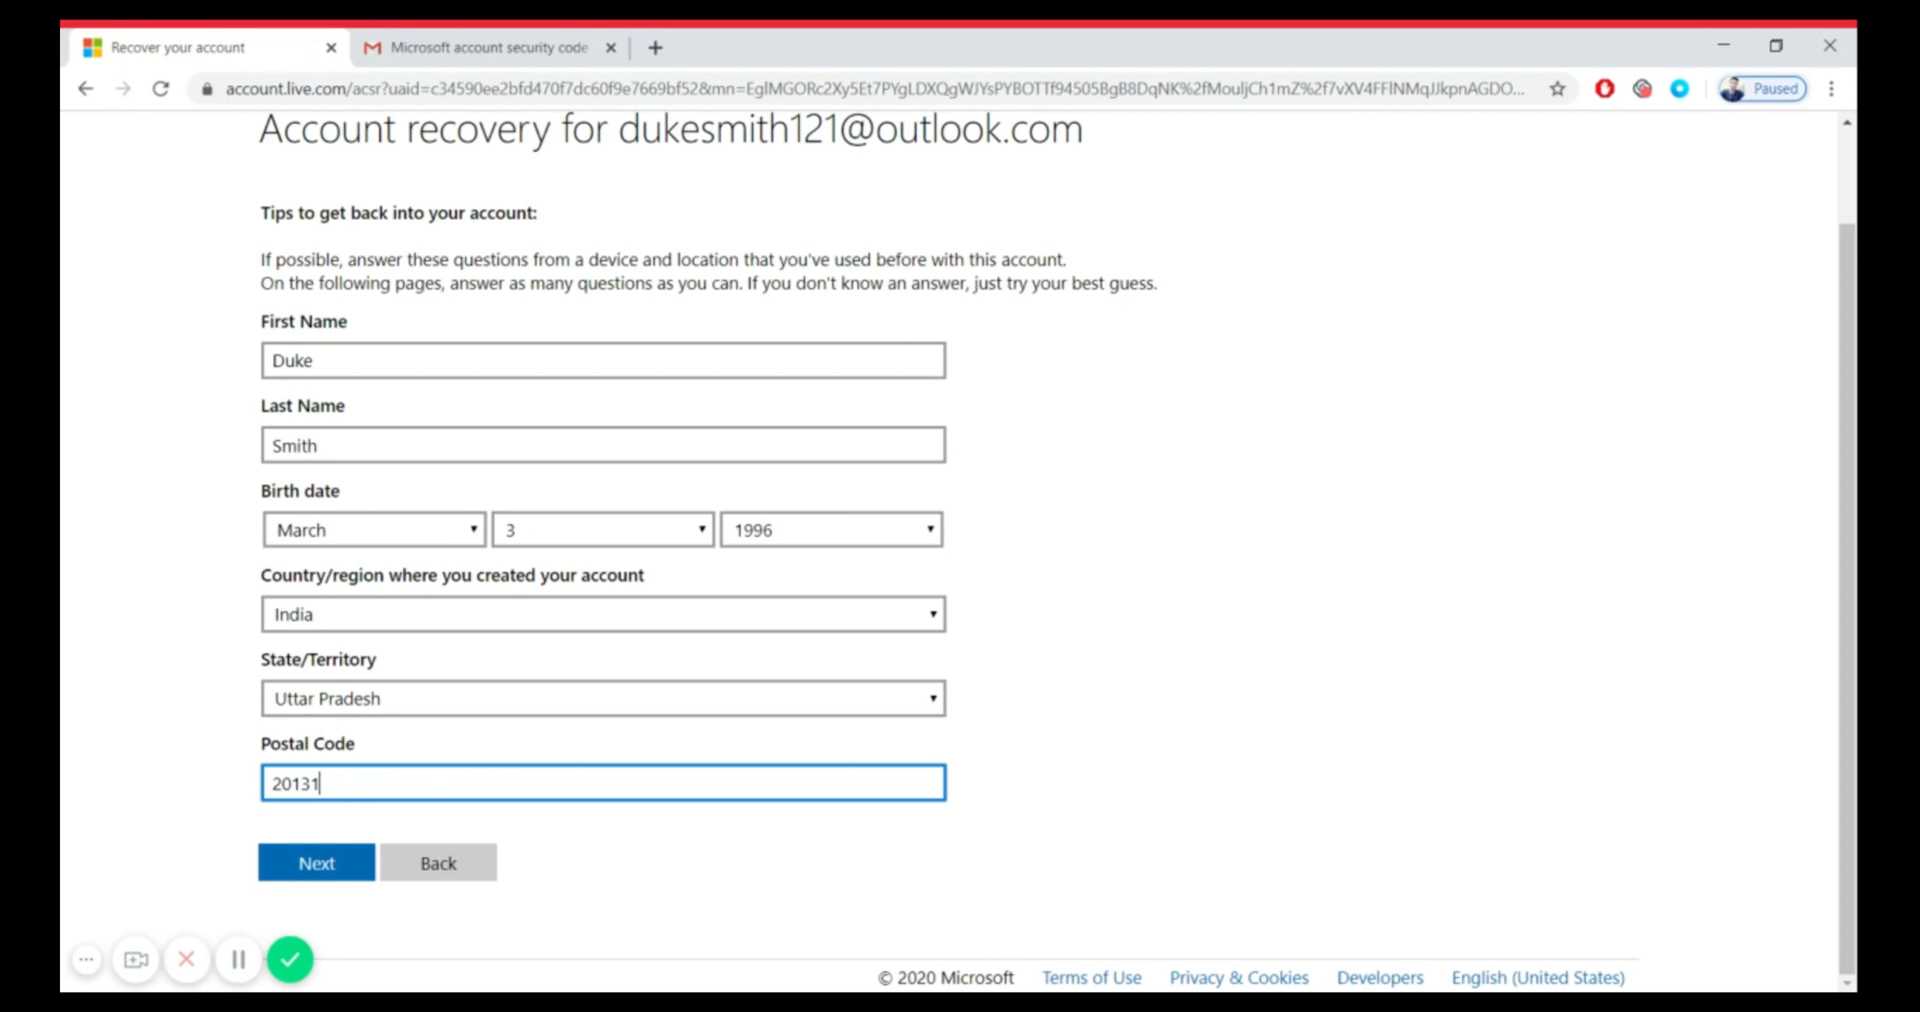 Recover your account
Microsoft account security code
account.live.com/acsr?uaid=c34590ee2bfd470f7dc60f9e7669bf52&mn=EglMGORc2Xy5Et7PYgLDXQgWJYsPYBOTTf94505BgB8DqNK%2fMouljCh1mZ%2f7vXV4FFlNMqJJkpnAGDO...
Paused
Account recovery for dukesmith121@outlook.com
Tips to get back into your account:
If possible, answer these questions from a device and location that you've used before with this account.
On the following pages, answer as many questions as you can. If you don't know an answer, just try your best guess.
First Name
Duke
Last Name
Smith
Birth date
March 3 1996
Country/region where you created your account
India
State/Territory
Uttar Pradesh
Postal Code
20131
Next Back
© 2020 Microsoft Terms of Use Privacy & Cookies Developers English (United States)